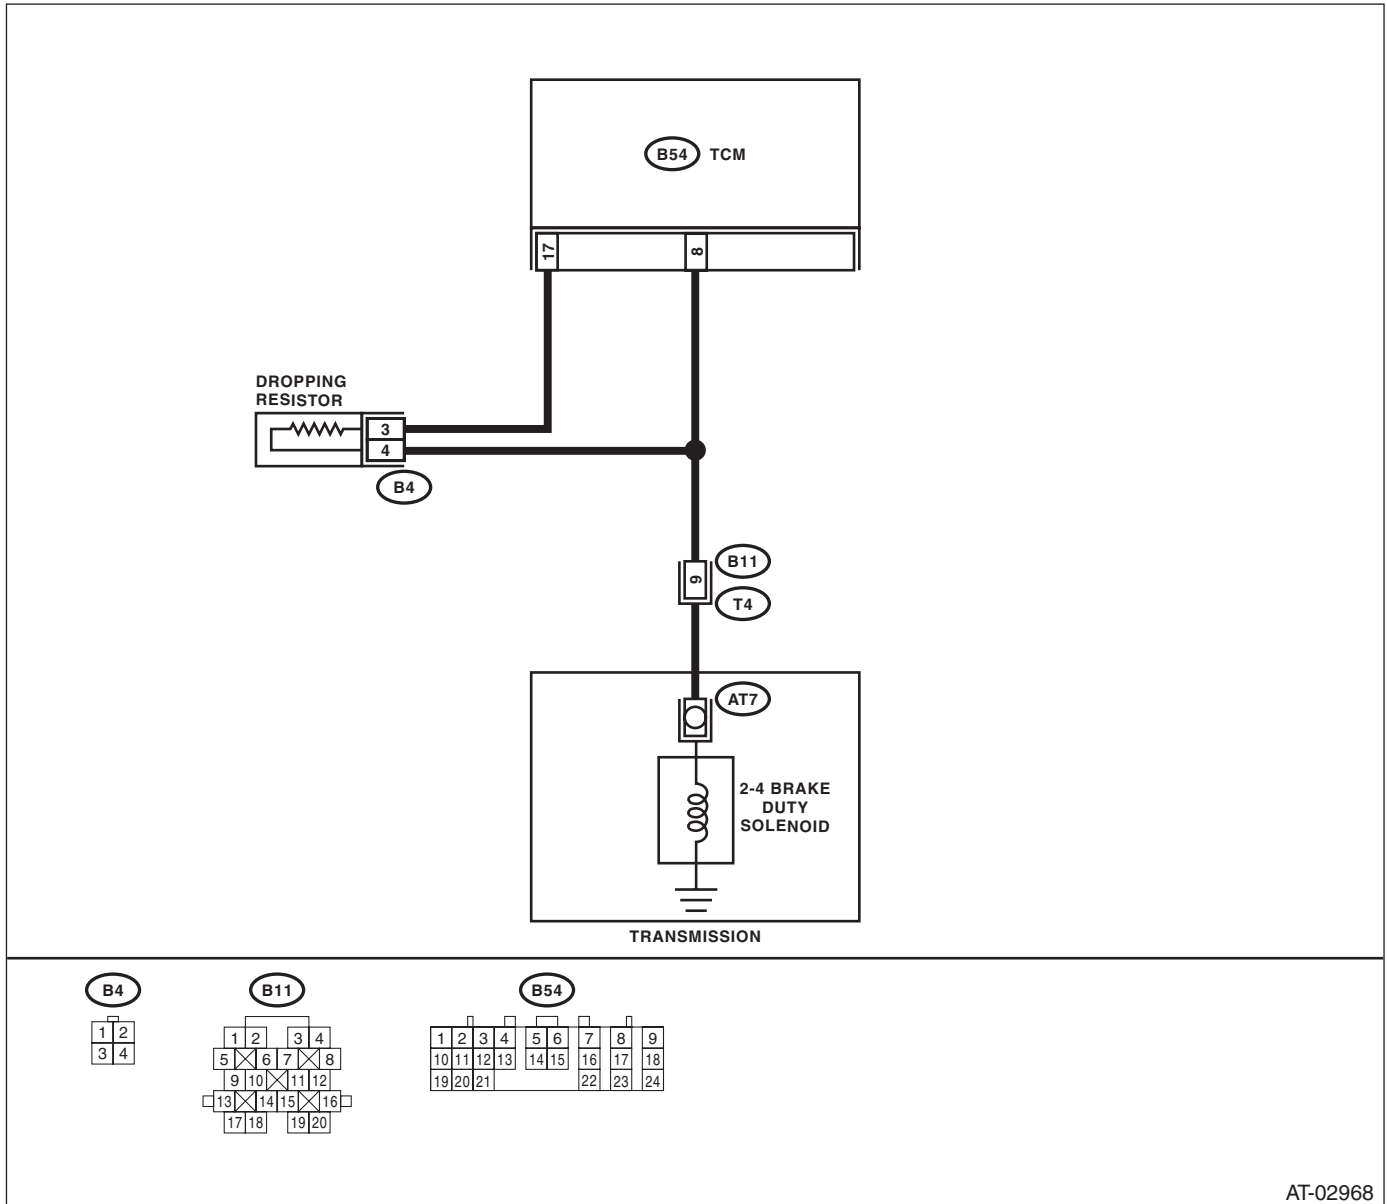 B54 TCM
17 8
DROPPING
RESISTOR
3
4
B4
B11
9
T4
AT7
2-4 BRAKE
DUTY
SOLENOID
TRANSMISSION
B4
1 2
3 4
B11
1 2 3 4
5 6 7 8
9 10 11 12
13 14 15 16
17 18 19 20
B54
1 2 3 4 5 6 7 8 9
10 11 12 13 14 15 16 17 18
19 20 21 22 23 24
AT-02968